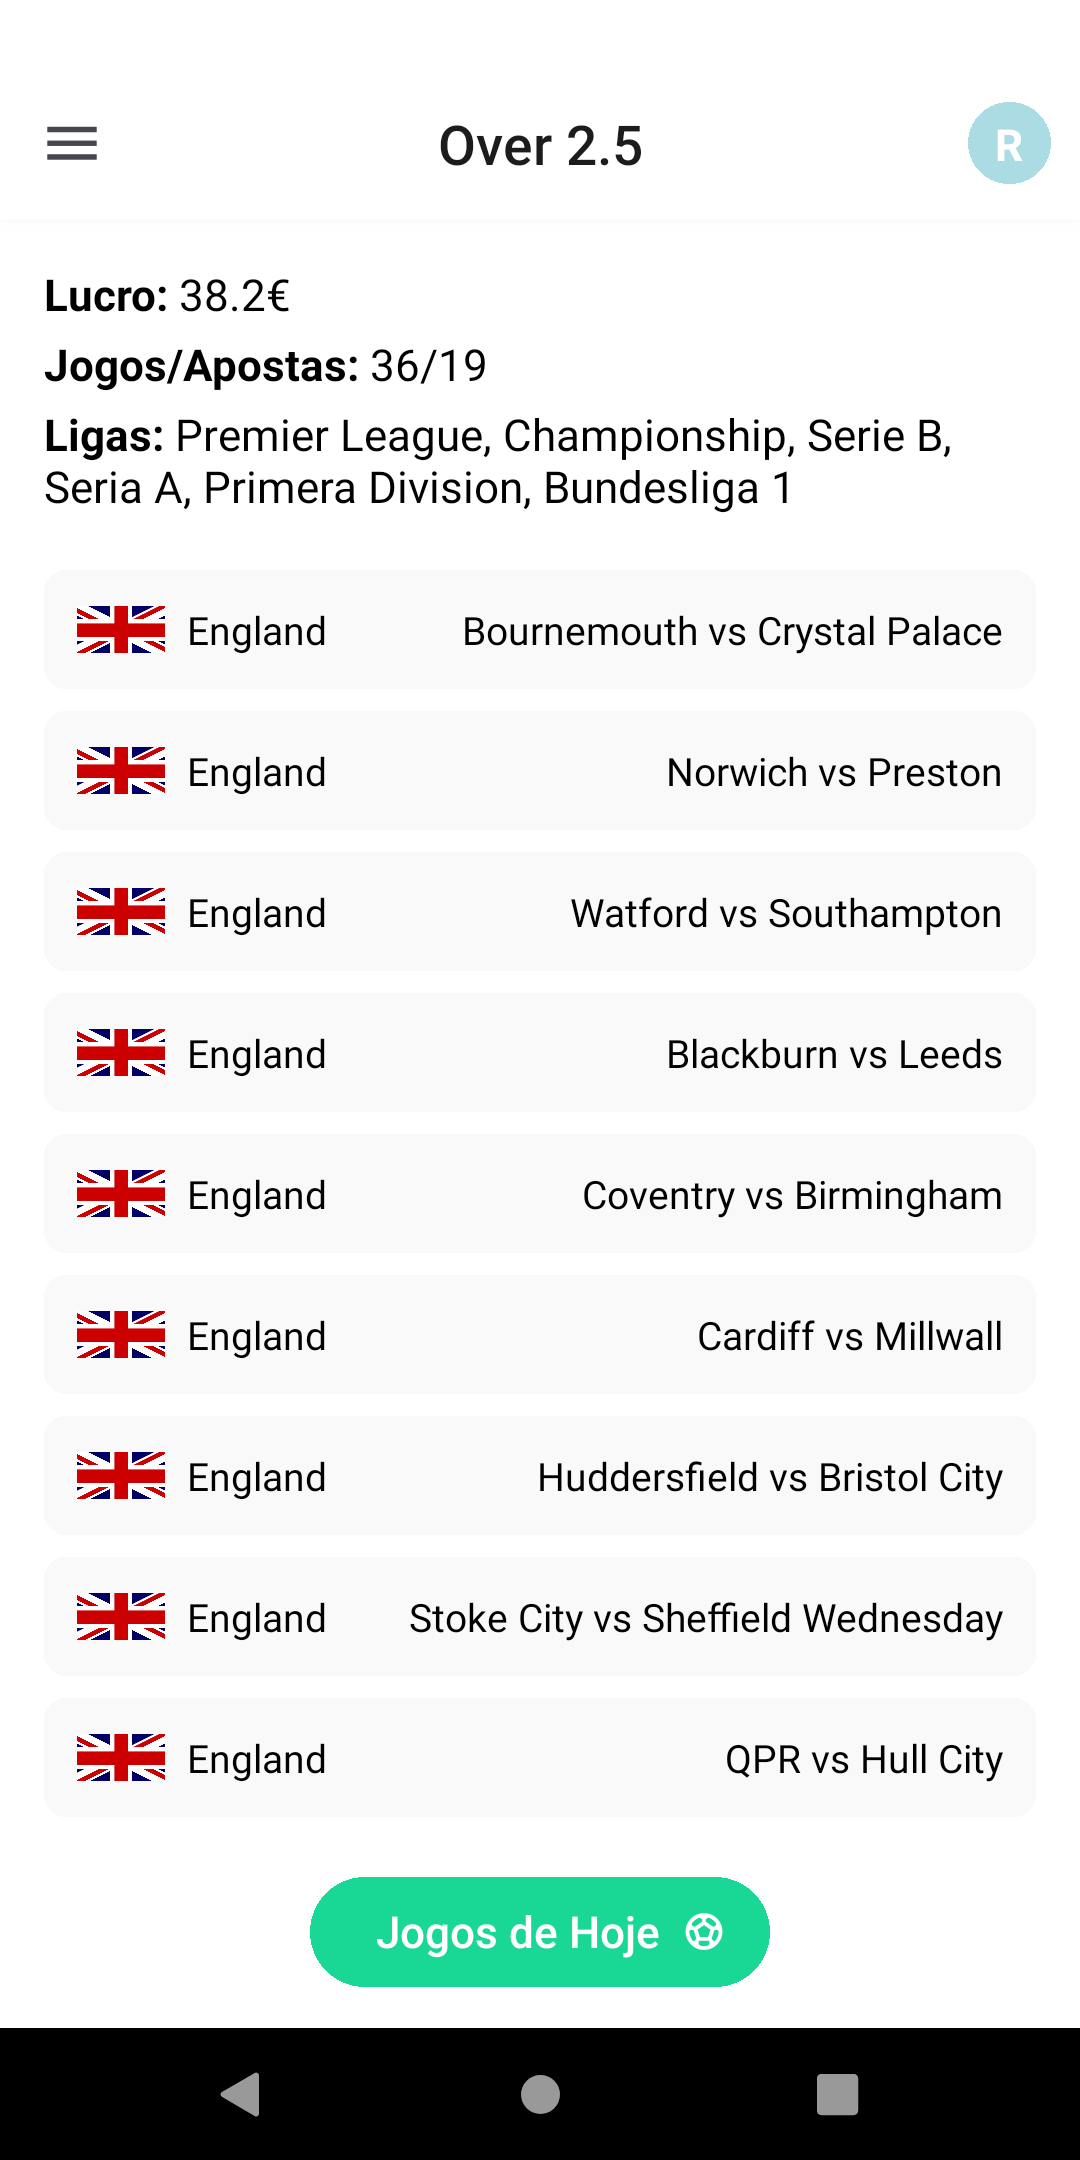 Over 2.5
R
Lucro: 38.2€
Jogos/Apostas: 36/19
Ligas: Premier League, Championship, Serie B,
Seria A, Primera Division, Bundesliga 1
England Bournemouth vs Crystal Palace
England Norwich vs Preston
England Watford vs Southampton
England Blackburn vs Leeds
England Coventry vs Birmingham
England Cardiff vs Millwall
England Huddersfield vs Bristol City
England Stoke City vs Sheffield Wednesday
England QPR vs Hull City
Jogos de Hoje